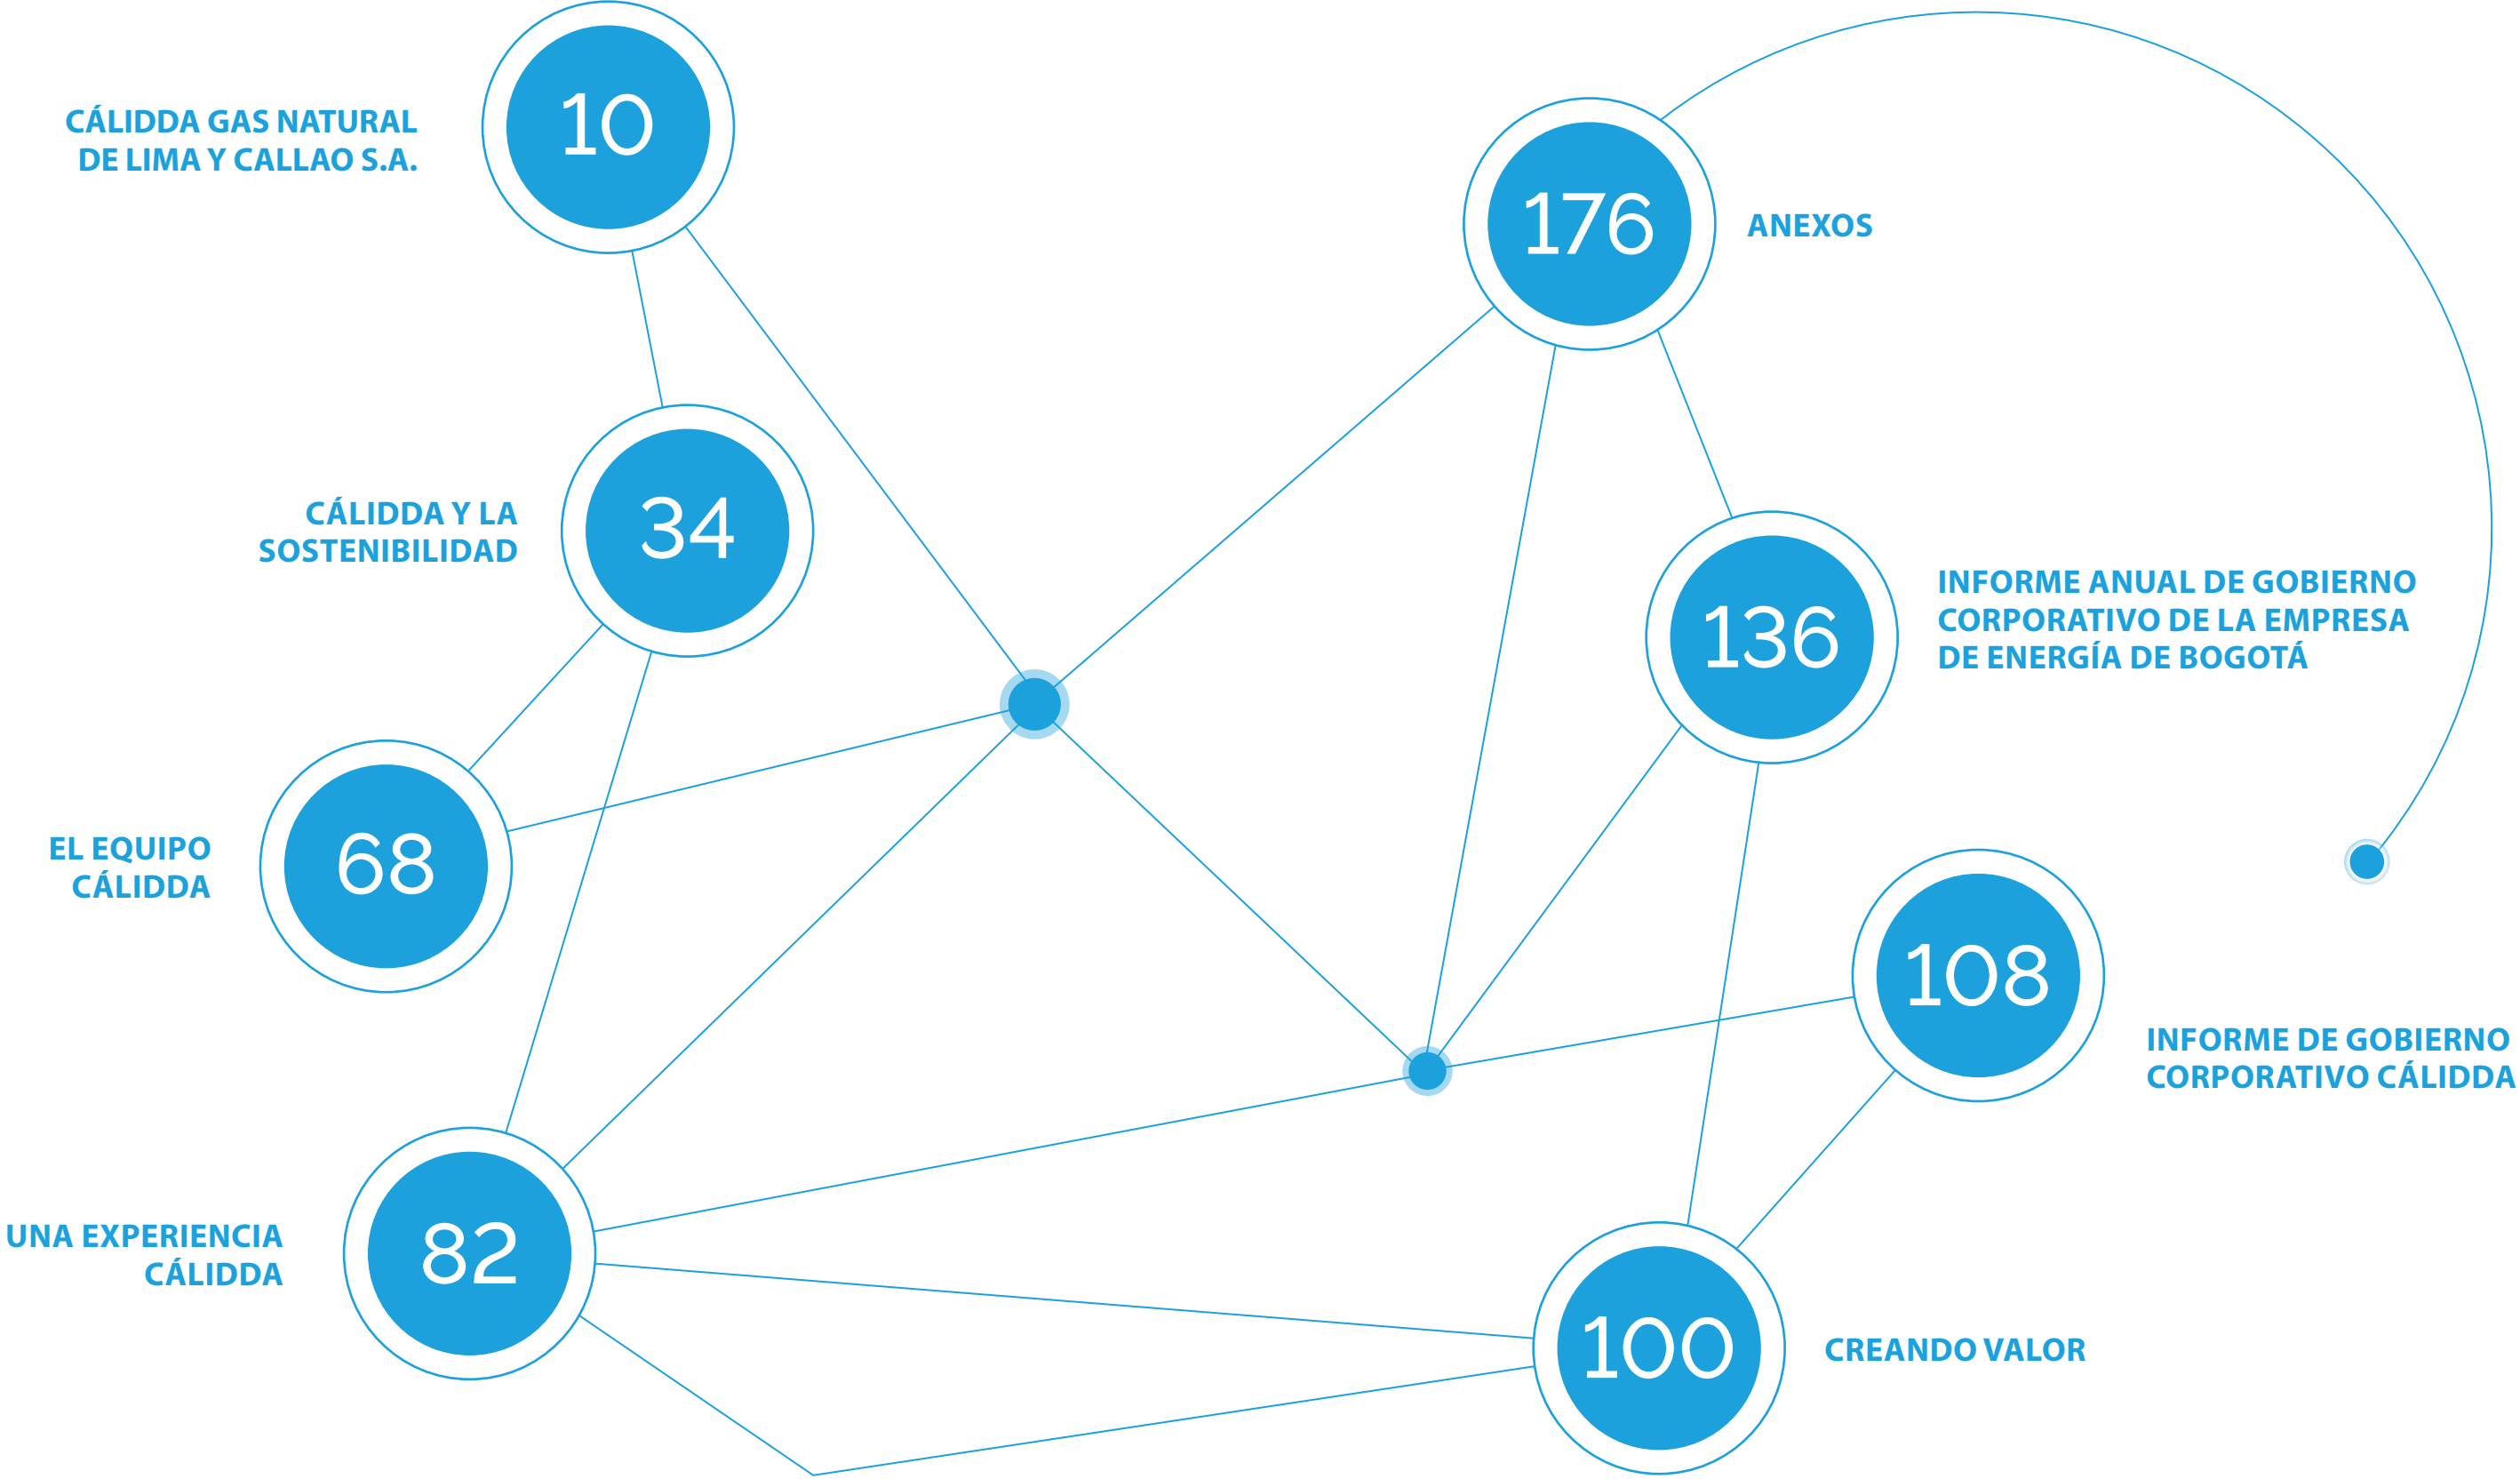 10
CÁLIDDA GAS NATURAL
DE LIMA Y CALLAO S.A.
34
CÁLIDDA Y LA
SOSTENIBILIDAD
68
EL EQUIPO
CÁLIDDA
82
UNA EXPERIENCIA
CÁLIDDA
100
CREANDO VALOR
108
INFORME DE GOBIERNO
CORPORATIVO CÁLIDDA
136
INFORME ANUAL DE GOBIERNO
CORPORATIVO DE LA EMPRESA
DE ENERGÍA DE BOGOTÁ
176
ANEXOS